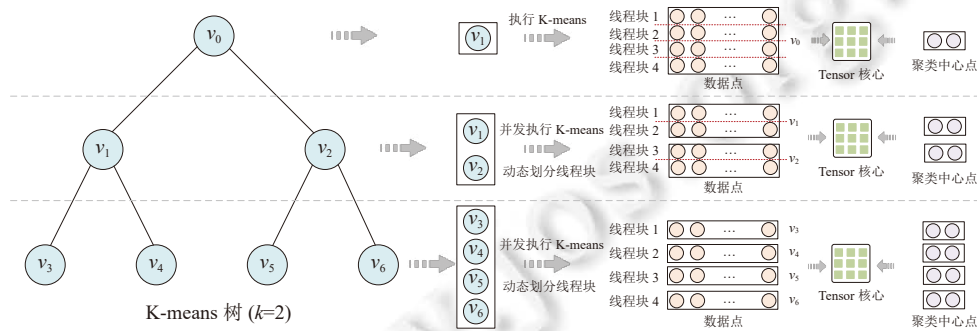 v0
v1
执行 K-means
线程块 1
线程块 2
线程块 3
线程块 4
...
...
...
...
v0
数据点
Tensor 核心
聚类中心点
v1
v2
v1
v2
并发执行 K-means
动态划分线程块
线程块 1
线程块 2
线程块 3
线程块 4
...
...
...
...
v1
v2
数据点
Tensor 核心
聚类中心点
v3
v4
v5
v6
K-means 树 (k=2)
v3
v4
v5
v6
并发执行 K-means
动态划分线程块
线程块 1
线程块 2
线程块 3
线程块 4
...
...
...
...
v3
v4
v5
v6
数据点
Tensor 核心
聚类中心点